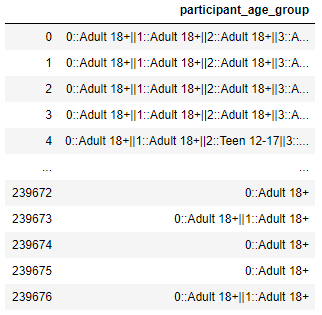 participant_age_group
0 0::Adult 18+||1::Adult 18+||2::Adult 18+||3::A...
1 0::Adult 18+||1::Adult 18+||2::Adult 18+||3::A...
2 0::Adult 18+||1::Adult 18+||2::Adult 18+||3::A...
3 0::Adult 18+||1::Adult 18+||2::Adult 18+||3::A...
4 0::Adult 18+||1::Adult 18+||2::Teen 12-17||3::...
... ...
239672 0::Adult 18+
239673 0::Adult 18+||1::Adult 18+
239674 0::Adult 18+
239675 0::Adult 18+
239676 0::Adult 18+||1::Adult 18+